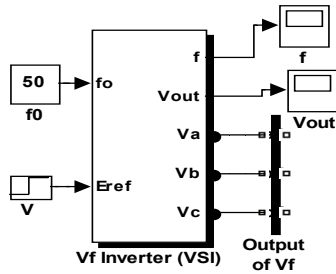 f
f
50
fo
f0
Vout
Vout
Va
Vb
Eref
V
Vc
Vf Inverter (VSI)
Output
of Vf